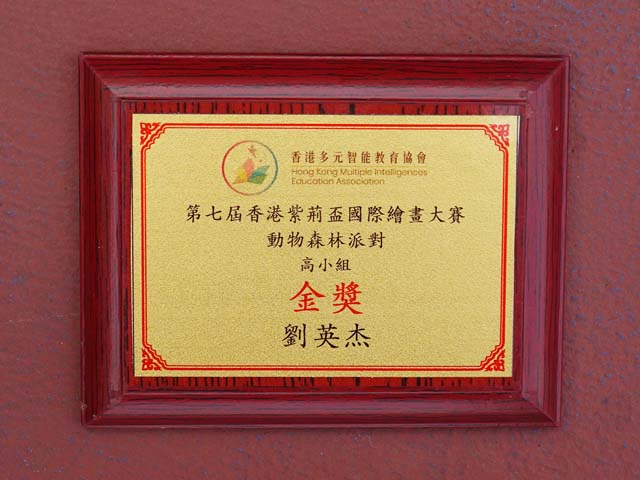 香港多元智能教育協會
Hong Kong Multiple Intelligences
Education Association
第七屆香港紫荊盃國際繪畫大賽
動物森林派對
高小組
金獎
劉英杰